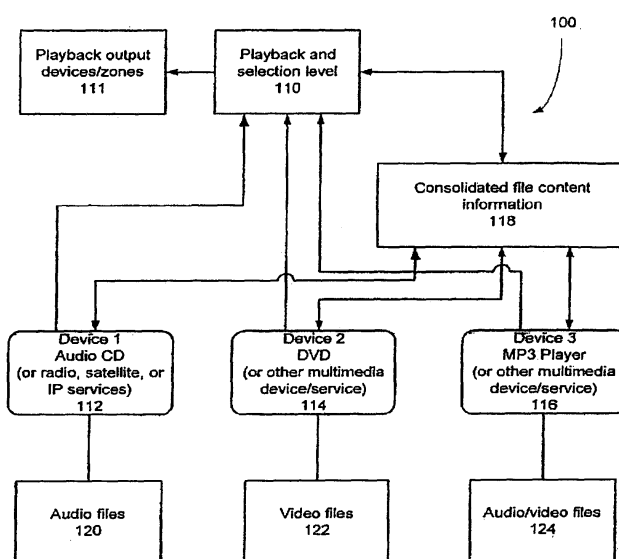 100
Playback output
devices/zones
111
Playback and
selection level
110
Consolidated file content
information
118
Device 1
Audio CD
(or radio, satellite, or
IP services)
112
Device 2
DVD
(or other multimedia
device/service)
114
Device 3
MP3 Player
(or other multimedia
device/service)
116
Audio files
120
Video files
122
Audio/video files
124